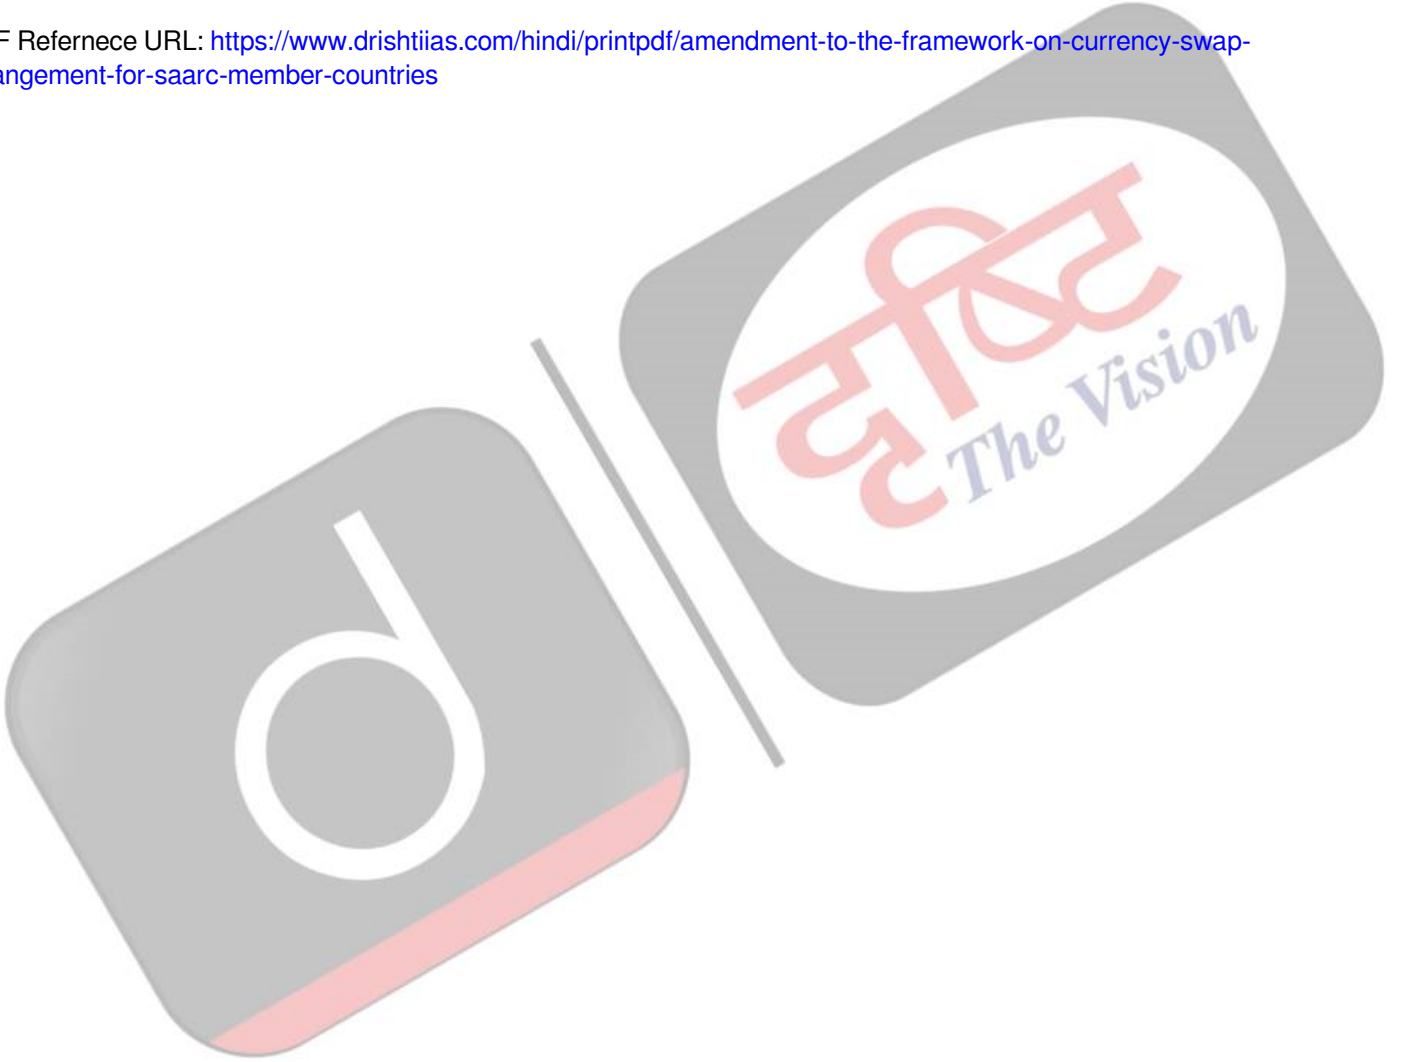 F Refernece URL: https://www.drishtiias.com/hindi/printpdf/amendment-to-the-framework-on-currency-swap-
angement-for-saarc-member-countries
दृष्टि
The Vision
d